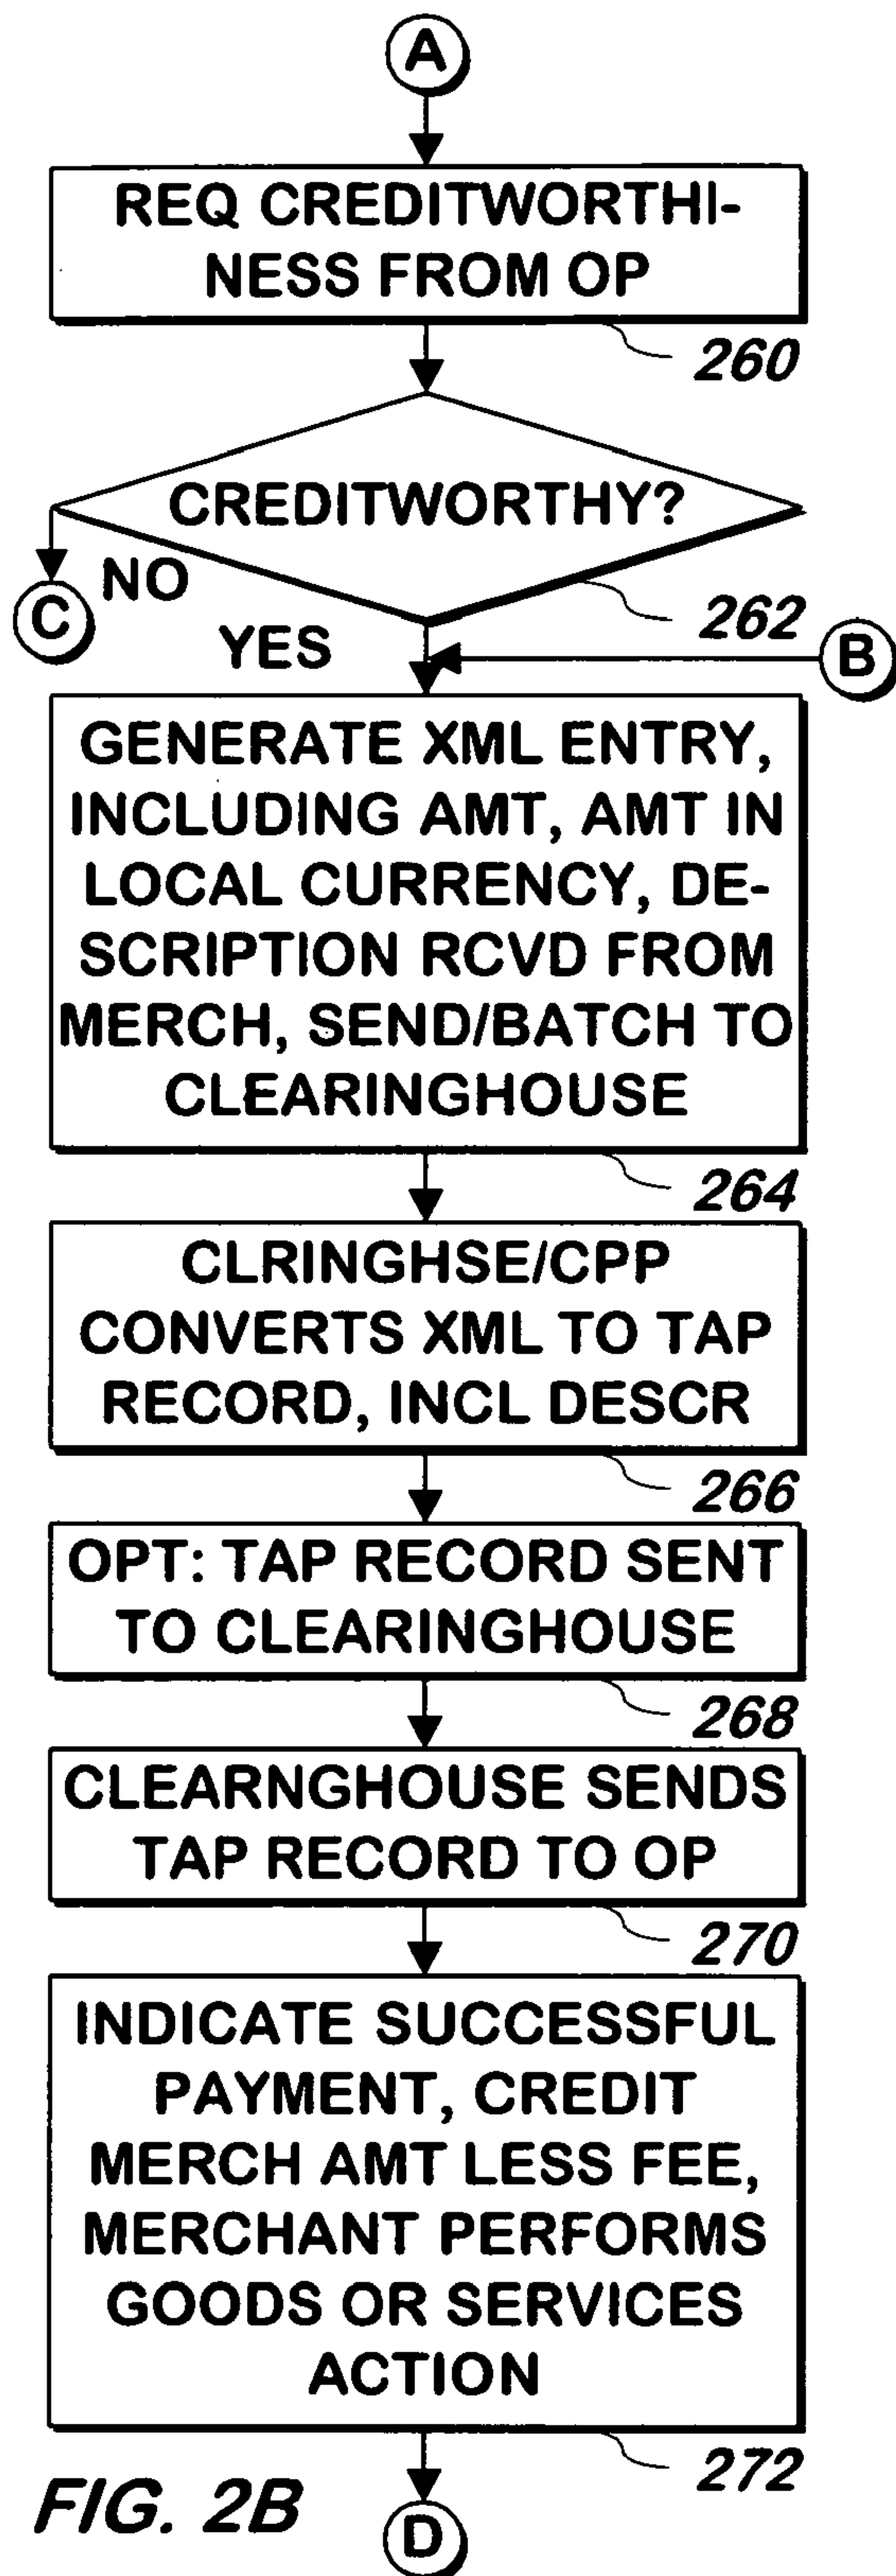 A
REQ CREDITWORTHI-
NESS FROM OP
260
CREDITWORTHY?
NO
C
262
YES
B
GENERATE XML ENTRY,
INCLUDING AMT, AMT IN
LOCAL CURRENCY, DE-
SCRIPTION RCVD FROM
MERCH, SEND/BATCH TO
CLEARINGHOUSE
264
CLRINGHSE/CPP
CONVERTS XML TO TAP
RECORD, INCL DESCR
266
OPT: TAP RECORD SENT
TO CLEARINGHOUSE
268
CLEARNGHOUSE SENDS
TAP RECORD TO OP
270
INDICATE SUCCESSFUL
PAYMENT, CREDIT
MERCH AMT LESS FEE,
MERCHANT PERFORMS
GOODS OR SERVICES
ACTION
272
FIG. 2B
D